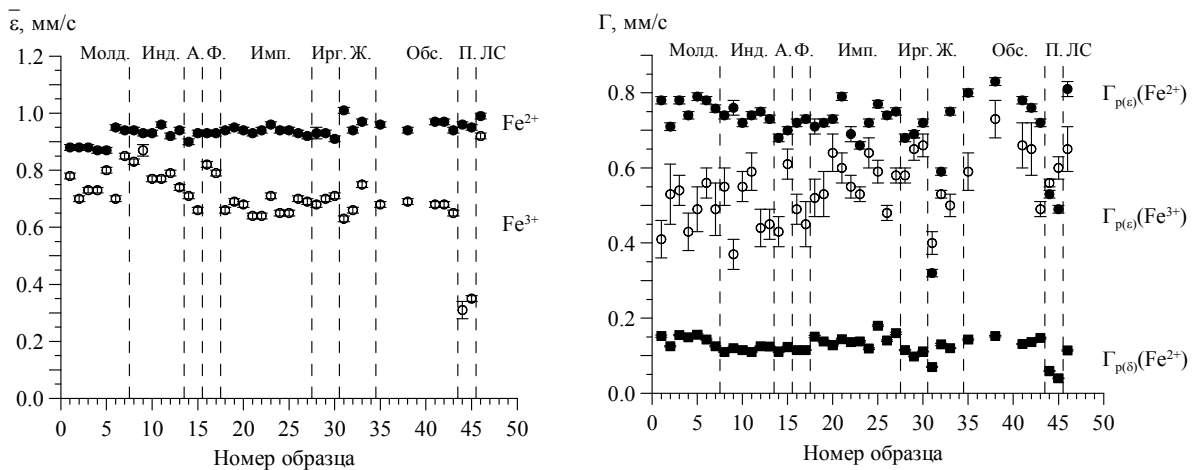 ε̅, мм/с
1.2
1.0
0.8
0.6
0.4
0.2
0.0
Молд. Инд. А. Ф. Имп. Ирг. Ж. Обс. П. ЛС
Fe²⁺
Fe³⁺
0 5 10 15 20 25 30 35 40 45 50
Номер образца
Γ, мм/с
0.8
0.6
0.4
0.2
0.0
Молд. Инд. А. Ф. Имп. Ирг. Ж. Обс. П. ЛС
Γp(ε)(Fe²⁺)
Γp(ε)(Fe³⁺)
Γp(δ)(Fe²⁺)
0 5 10 15 20 25 30 35 40 45 50
Номер образца